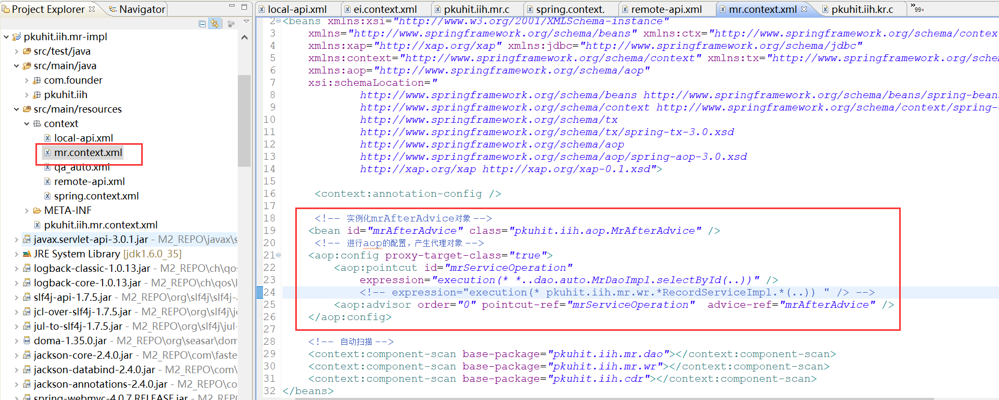 Project Explorer
Navigator
pkuhit.iih.mr-impl
src/test/java
src/main/java
com.founder
pkuhit.iih
src/main/resources
context
local-api.xml
mr.context.xml
qa_auto.xml
remote-api.xml
spring.context.xml
META-INF
pkuhit.iih.mr.context.xml
javax.servlet-api-3.0.1.jar - M2_REPO\javax\s
JRE System Library [jdk1.6.0_35]
logback-classic-1.0.13.jar - M2_REPO\ch\qos
logback-core-1.0.13.jar - M2_REPO\ch\qos\l
slf4j-api-1.7.5.jar - M2_REPO\org\slf4j\slf4j-a
jcl-over-slf4j-1.7.5.jar - M2_REPO\org\slf4j\jc
jul-to-slf4j-1.7.5.jar - M2_REPO\org\slf4j\jul-
doma-1.35.0.jar - M2_REPO\org\seasar\dom
jackson-core-2.4.0.jar - M2_REPO\com\faste
jackson-databind-2.4.0.jar - M2_REPO\com\
jackson-annotations-2.4.0.jar - M2_REPO\co
spring-webmvc-4.0.7.RELEASE.jar - M2_REP
local-api.xml
ei.context.xml
pkuhit.iih.mr.c
spring.context.
remote-api.xml
mr.context.xml
pkuhit.iih.kr.c
»99+
2 <beans xmlns:xsi="http://www.w3.org/2001/XMLSchema-instance"
3 xmlns="http://www.springframework.org/schema/beans" xmlns:ctx="http://www.springframework.org/schema/contex
4 xmlns:xap="http://xap.org/xap" xmlns:jdbc="http://www.springframework.org/schema/jdbc"
5 xmlns:context="http://www.springframework.org/schema/context" xmlns:tx="http://www.springframework.org/schem
6 xmlns:aop="http://www.springframework.org/schema/aop"
7 xsi:schemaLocation="
8 http://www.springframework.org/schema/beans http://www.springframework.org/schema/beans/spring-beans
9 http://www.springframework.org/schema/context http://www.springframework.org/schema/context/spring-c
10 http://www.springframework.org/schema/tx
11 http://www.springframework.org/schema/tx/spring-tx-3.0.xsd
12 http://www.springframework.org/schema/aop
13 http://www.springframework.org/schema/aop/spring-aop-3.0.xsd
14 http://xap.org/xap http://xap.org/xap-0.1.xsd">
15
16 <context:annotation-config />
17
18 <!-- 实例化mrAfterAdvice对象 -->
19 <bean id="mrAfterAdvice" class="pkuhit.iih.aop.MrAfterAdvice" />
20 <!-- 进行aop的配置，产生代理对象 -->
21 <aop:config proxy-target-class="true">
22 <aop:pointcut id="mrServiceOperation"
23 expression="execution(* *..dao.auto.MrDaoImpl.selectById(..))" />
24 <!-- expression="execution(* pkuhit.iih.mr.wr.*RecordServiceImpl.*(..)) " /> -->
25 <aop:advisor order="0" pointcut-ref="mrServiceOperation" advice-ref="mrAfterAdvice" />
26 </aop:config>
27
28 <!-- 自动扫描 -->
29 <context:component-scan base-package="pkuhit.iih.mr.dao"></context:component-scan>
30 <context:component-scan base-package="pkuhit.iih.mr.wr"></context:component-scan>
31 <context:component-scan base-package="pkuhit.iih.cdr"></context:component-scan>
32 </beans>